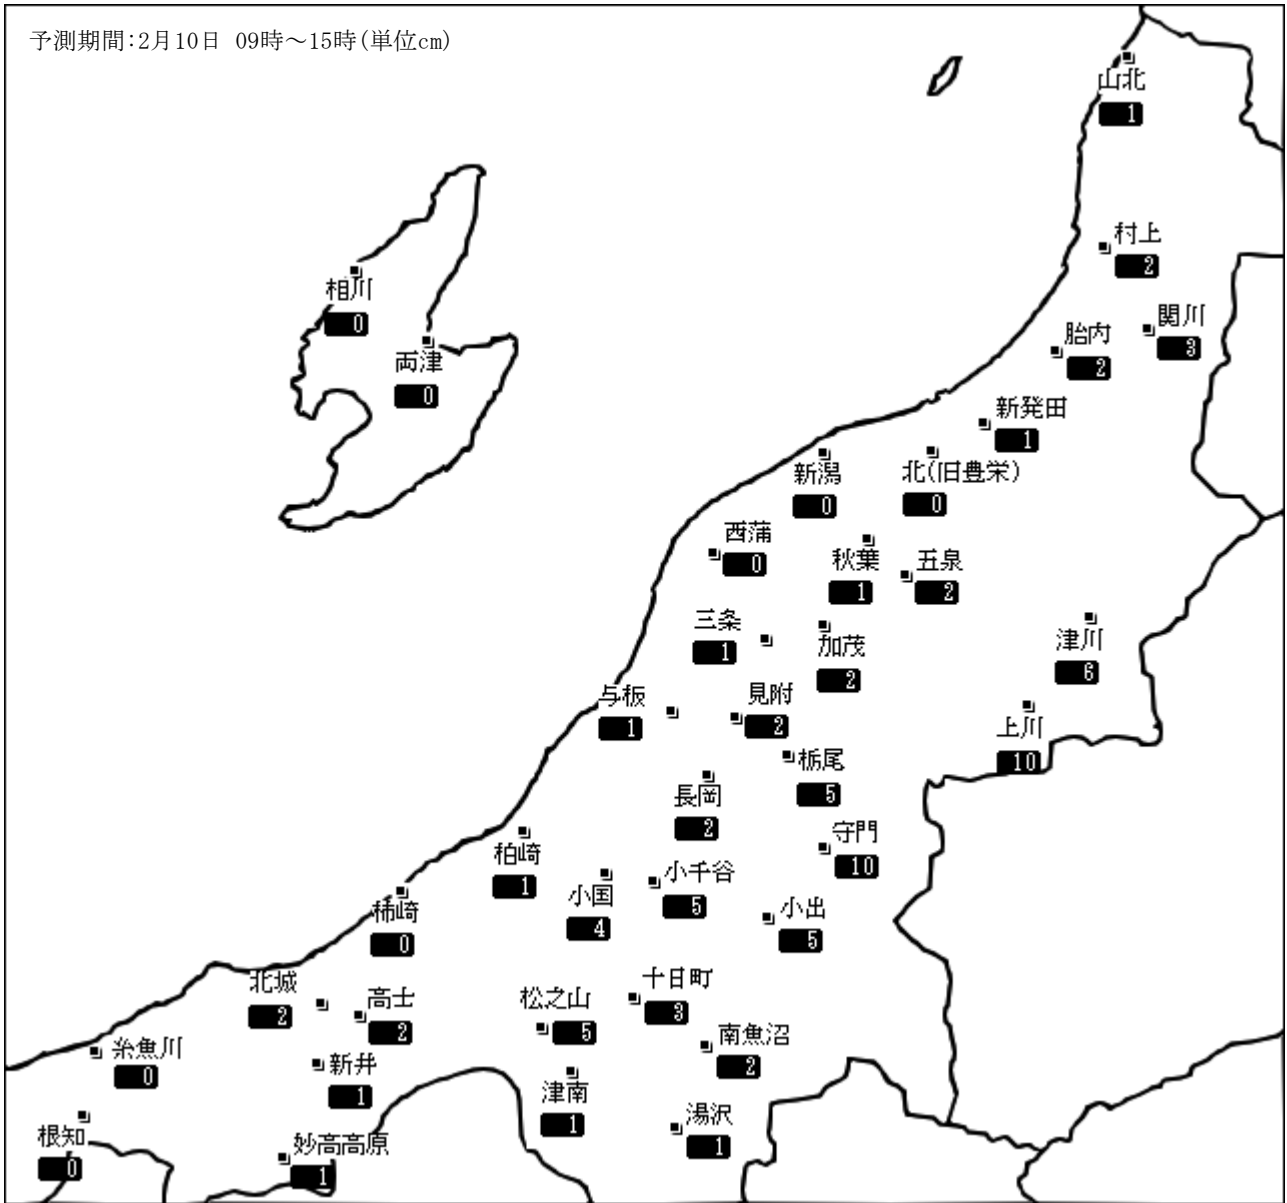 予測期間:2月10日 09時～15時(単位cm)
山北
1
村上
2
関川
3
胎内
2
新発田
1
相川
0
両津
0
新潟
0
北(旧豊栄)
0
西蒲
0
秋葉
1
五泉
2
三条
1
加茂
2
津川
6
与板
1
見附
2
上川
10
栃尾
5
長岡
2
守門
10
柏崎
1
小国
4
小千谷
5
小出
5
柿崎
0
北城
2
高士
2
松之山
5
十日町
3
南魚沼
2
糸魚川
0
新井
1
津南
1
湯沢
1
根知
0
妙高高原
1